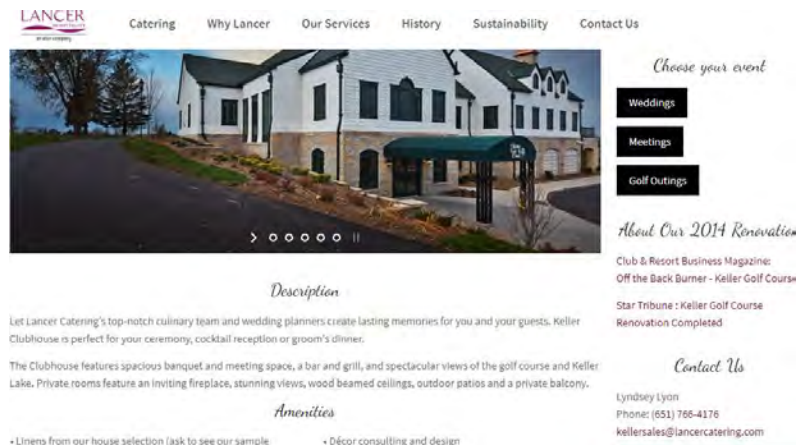 LANCER
Catering Why Lancer Our Services History Sustainability Contact Us
Choose your event
Weddings
Meetings
Golf Outings
About Our 2014 Renovation
Club & Resort Business Magazine:
Off the Back Burner - Keller Golf Course
Star Tribune : Keller Golf Course
Renovation Completed
Contact Us
Lyndsey Lyon
Phone: (651) 766-4176
kellersales@lancercatering.com
Description
Let Lancer Catering's top-notch culinary team and wedding planners create lasting memories for you and your guests. Keller
Clubhouse is perfect for your ceremony, cocktail reception or groom's dinner.
The Clubhouse features spacious banquet and meeting space, a bar and grill, and spectacular views of the golf course and Keller
Lake. Private rooms feature an inviting fireplace, stunning views, wood beamed ceilings, outdoor patios and a private balcony.
Amenities
• Linens from our house selection (ask to see our sample
• Décor consulting and design